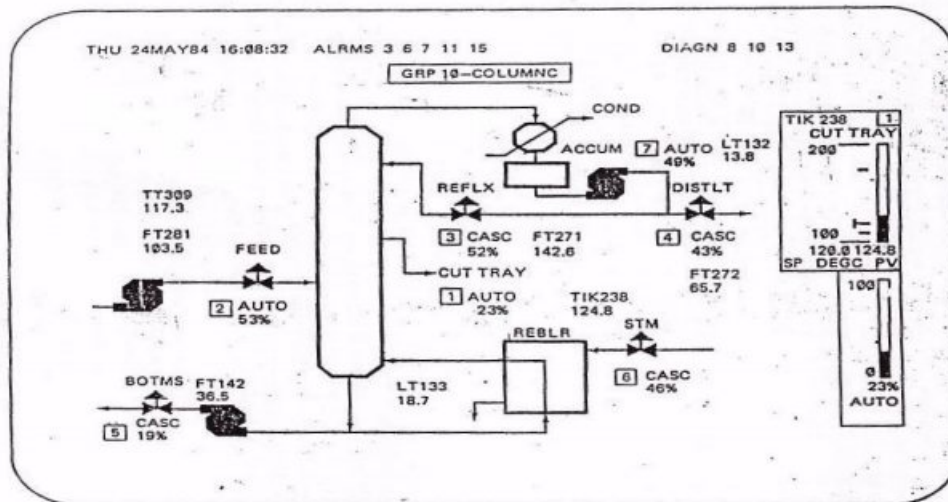 THU 24MAY84 16:08:32 ALRMS 3 6 7 11 15 DIAGN 8 10 13
GRP 10-COLUMNC
COND
ACCUM
7 AUTO
49%
LT132
13.8
TT309
117.3
FT281
103.5
FEED
2 AUTO
53%
REFLX
3 CASC
52%
FT271
142.6
DISTLT
4 CASC
43%
FT272
65.7
CUT TRAY
1 AUTO
23%
TIK238
124.8
REBLR
STM
6 CASC
46%
BOTMS
FT142
36.5
5 CASC
19%
LT133
18.7
TIK 238 1
CUT TRAY
200
100
120.0 124.8
SP DEGC PV
100
0
23%
AUTO